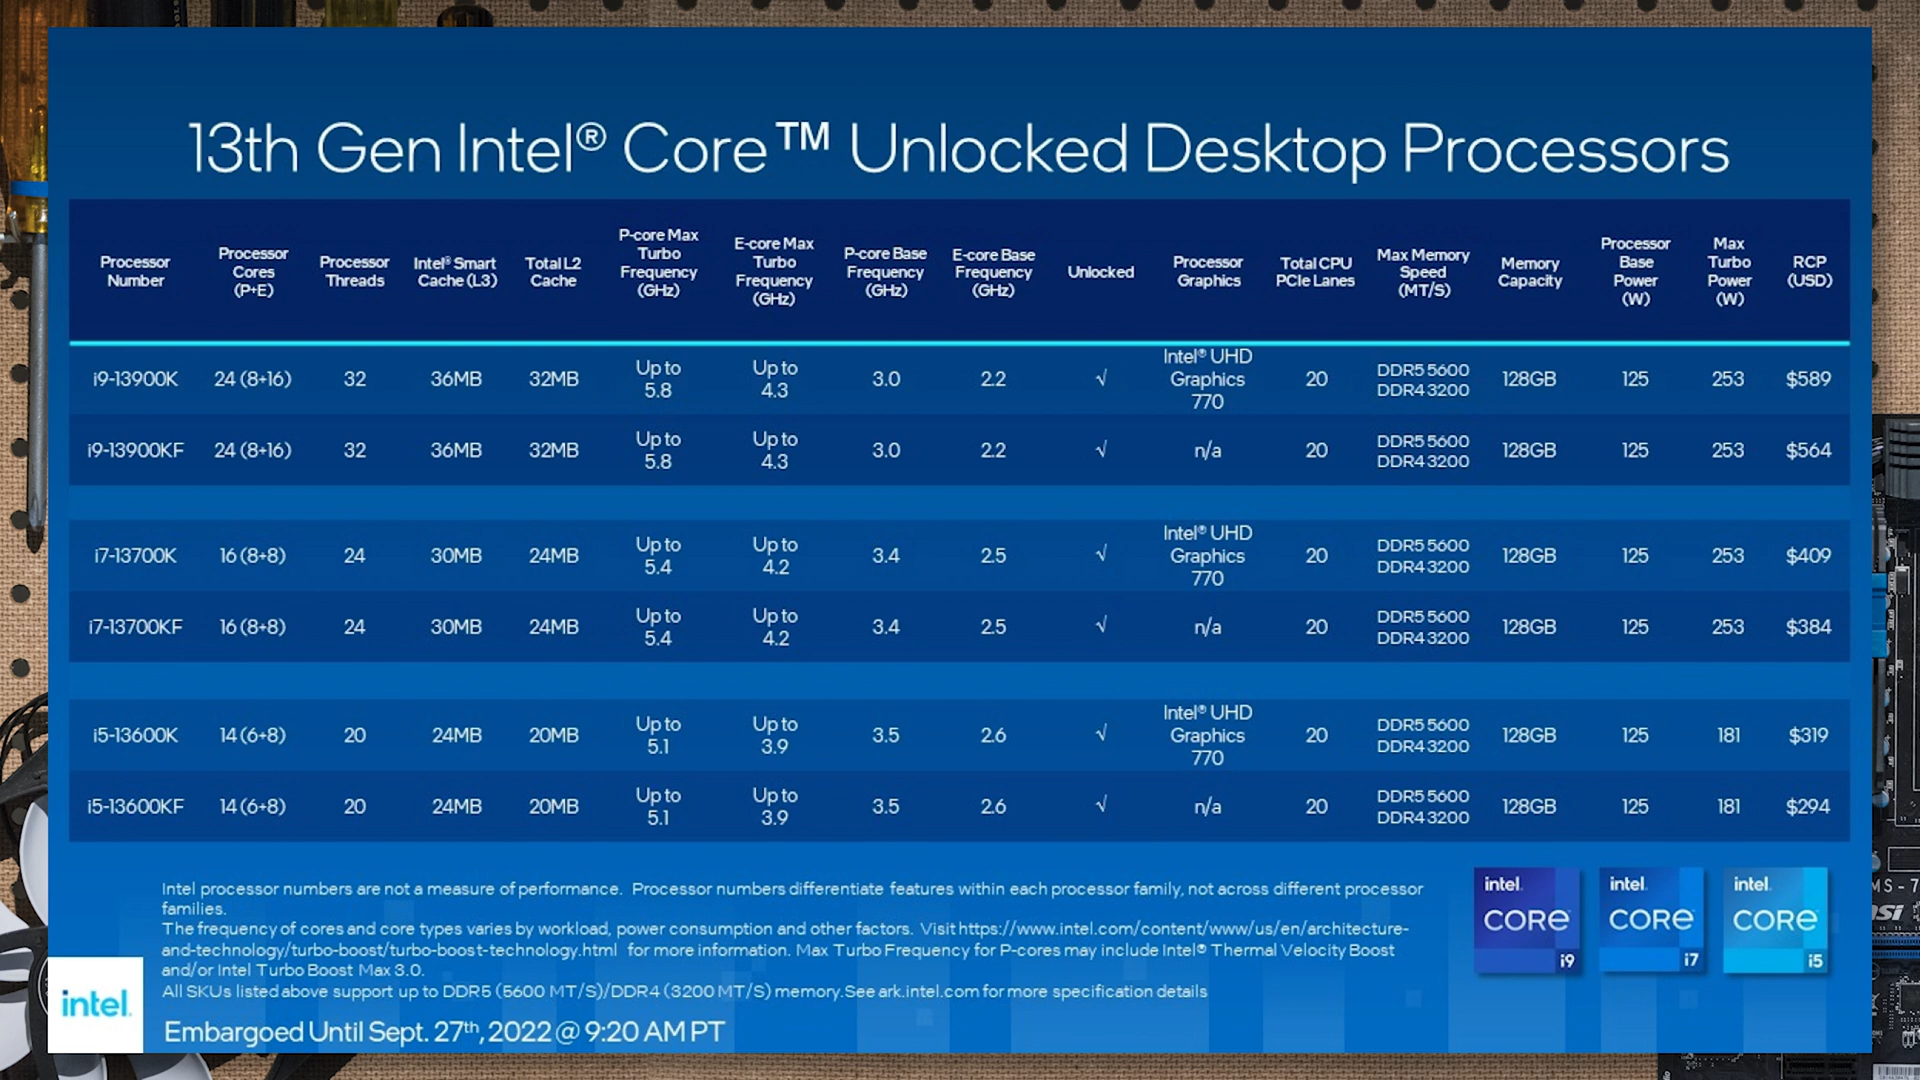 13th Gen Intel® Core™ Unlocked Desktop Processors
Processor Number Processor Cores (P+E) Processor Threads Intel® Smart Cache (L3) Total L2 Cache P-core Max Turbo Frequency (GHz) E-core Max Turbo Frequency (GHz) P-core Base Frequency (GHz) E-core Base Frequency (GHz) Unlocked Processor Graphics Total CPU PCIe Lanes Max Memory Speed (MT/S) Memory Capacity Processor Base Power (W) Max Turbo Power (W) RCP (USD)
i9-13900K 24 (8+16) 32 36MB 32MB Up to 5.8 Up to 4.3 3.0 2.2 √ Intel® UHD Graphics 770 20 DDR5 5600 DDR4 3200 128GB 125 253 $589
i9-13900KF 24 (8+16) 32 36MB 32MB Up to 5.8 Up to 4.3 3.0 2.2 √ n/a 20 DDR5 5600 DDR4 3200 128GB 125 253 $564
i7-13700K 16 (8+8) 24 30MB 24MB Up to 5.4 Up to 4.2 3.4 2.5 √ Intel® UHD Graphics 770 20 DDR5 5600 DDR4 3200 128GB 125 253 $409
i7-13700KF 16 (8+8) 24 30MB 24MB Up to 5.4 Up to 4.2 3.4 2.5 √ n/a 20 DDR5 5600 DDR4 3200 128GB 125 253 $384
i5-13600K 14 (6+8) 20 24MB 20MB Up to 5.1 Up to 3.9 3.5 2.6 √ Intel® UHD Graphics 770 20 DDR5 5600 DDR4 3200 128GB 125 181 $319
i5-13600KF 14 (6+8) 20 24MB 20MB Up to 5.1 Up to 3.9 3.5 2.6 √ n/a 20 DDR5 5600 DDR4 3200 128GB 125 181 $294
Intel processor numbers are not a measure of performance. Processor numbers differentiate features within each processor family, not across different processor
families.
The frequency of cores and core types varies by workload, power consumption and other factors. Visit https://www.intel.com/content/www/us/en/architecture-
and-technology/turbo-boost/turbo-boost-technology.html for more information. Max Turbo Frequency for P-cores may include Intel® Thermal Velocity Boost
and/or Intel Turbo Boost Max 3.0.
All SKUs listed above support up to DDR5 (5600 MT/S)/DDR4 (3200 MT/S) memory.See ark.intel.com for more specification details
Embargoed Until Sept. 27th, 2022 @ 9:20 AM PT
intel.
intel. CORE i9
intel. CORE i7
intel. CORE i5
MS-7